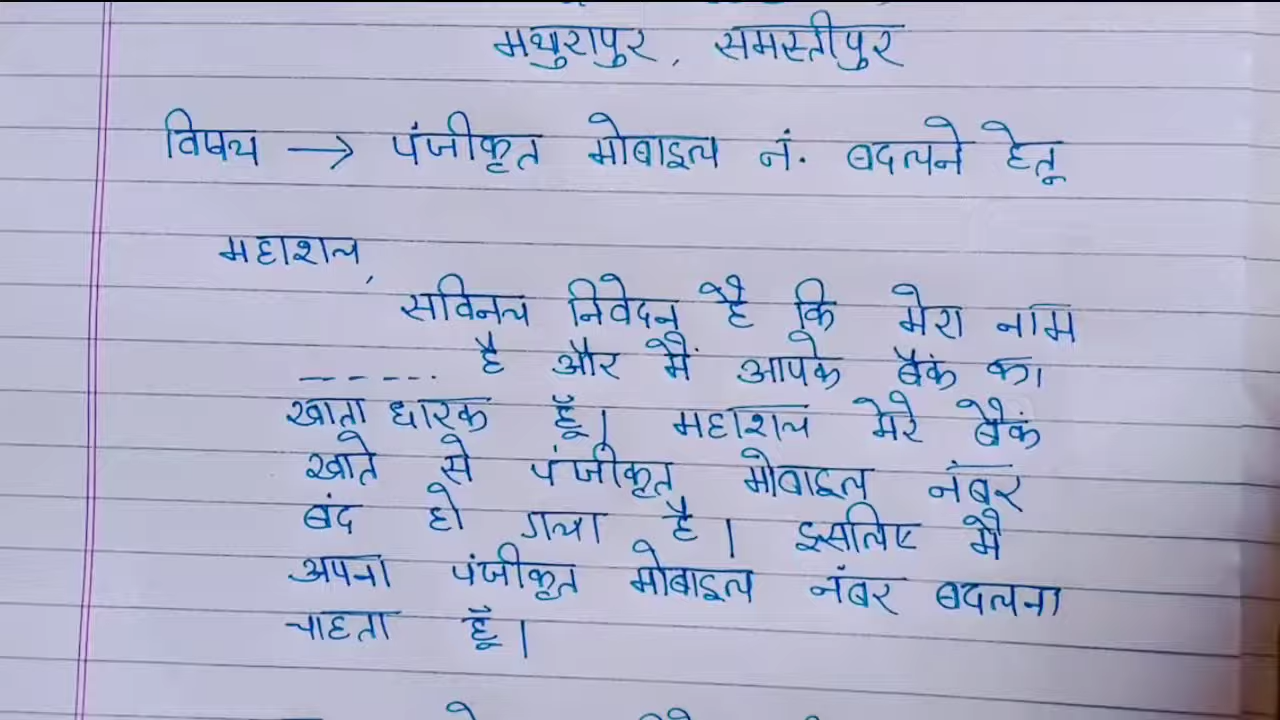 मथुरापुर, समस्तीपुर
विषय → पंजीकृत मोबाइल नं. बदलने हेतू
महाशय,
सविनय निवेदन है कि मेरा नाम
------ है और मैं आपके बैंक का
खाता धारक हूँ। महाशय मेरे बैंक
खाते से पंजीकृत मोबाइल नंबर
बंद हो गया है। इसलिए मै
अपना पंजीकृत मोबाइल नंबर बदलना
चाहता हूँ।